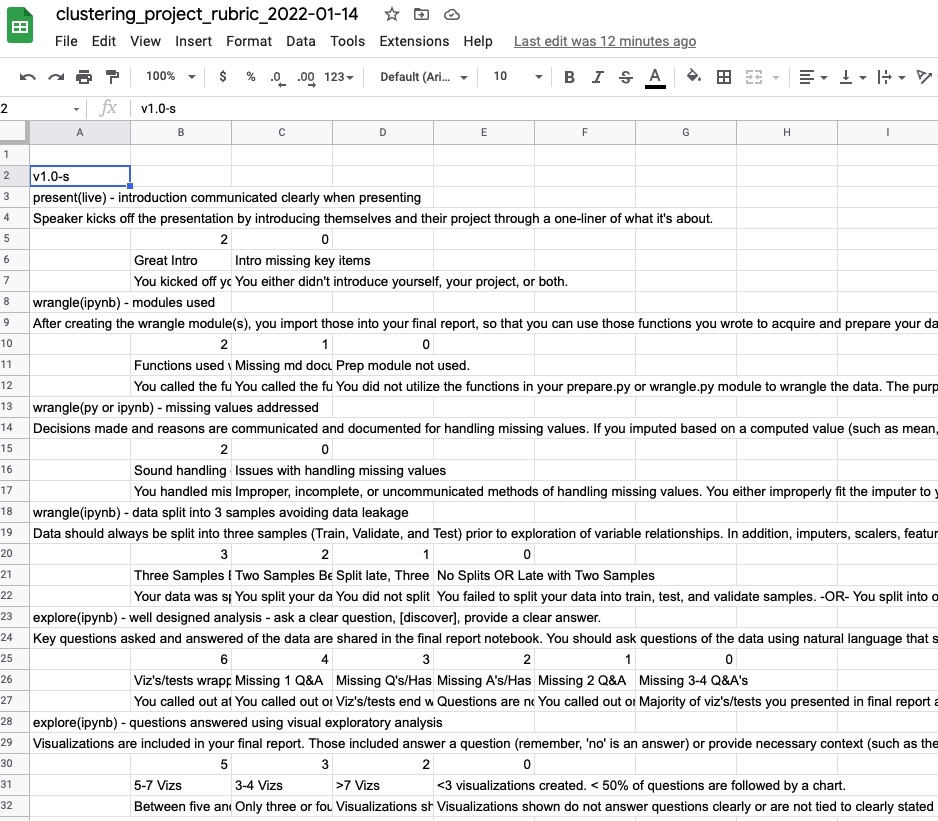 clustering_project_rubric_2022-01-14
File Edit View Insert Format Data Tools Extensions Help Last edit was 12 minutes ago
100% $ % .0 .00 123 Default (Ari... 10 B I S A
2 fx v1.0-s
A B C D E F G H I
1
2 v1.0-s
3 present(live) - introduction communicated clearly when presenting
4 Speaker kicks off the presentation by introducing themselves and their project through a one-liner of what it's about.
5 2 0
6 Great Intro Intro missing key items
7 You kicked off yo You either didn't introduce yourself, your project, or both.
8 wrangle(ipynb) - modules used
9 After creating the wrangle module(s), you import those into your final report, so that you can use those functions you wrote to acquire and prepare your da
10 2 1 0
11 Functions used Missing md docu Prep module not used.
12 You called the fu You called the fu You did not utilize the functions in your prepare.py or wrangle.py module to wrangle the data. The purp
13 wrangle(py or ipynb) - missing values addressed
14 Decisions made and reasons are communicated and documented for handling missing values. If you imputed based on a computed value (such as mean,
15 2 0
16 Sound handling Issues with handling missing values
17 You handled mis Improper, incomplete, or uncommunicated methods of handling missing values. You either improperly fit the imputer to
18 wrangle(ipynb) - data split into 3 samples avoiding data leakage
19 Data should always be split into three samples (Train, Validate, and Test) prior to exploration of variable relationships. In addition, imputers, scalers, featur
20 3 2 1 0
21 Three Samples Two Samples Be Split late, Three No Splits OR Late with Two Samples
22 Your data was sp You split your da You did not split You failed to split your data into train, test, and validate samples. -OR- You split into o
23 explore(ipynb) - well designed analysis - ask a clear question, [discover], provide a clear answer.
24 Key questions asked and answered of the data are shared in the final report notebook. You should ask questions of the data using natural language that s
25 6 4 3 2 1 0
26 Viz's/tests wrapp Missing 1 Q&A Missing Q's/Has Missing A's/Has Missing 2 Q&A Missing 3-4 Q&A's
27 You called out at You called out or Viz's/tests end w Questions are no You called out or Majority of viz's/tests you presented in final report a
28 explore(ipynb) - questions answered using visual exploratory analysis
29 Visualizations are included in your final report. Those included answer a question (remember, 'no' is an answer) or provide necessary context (such as the
30 5 3 2 0
31 5-7 Vizs 3-4 Vizs >7 Vizs <3 visualizations created. < 50% of questions are followed by a chart.
32 Between five and Only three or fou Visualizations sh Visualizations shown do not answer questions clearly or are not tied to clearly stated